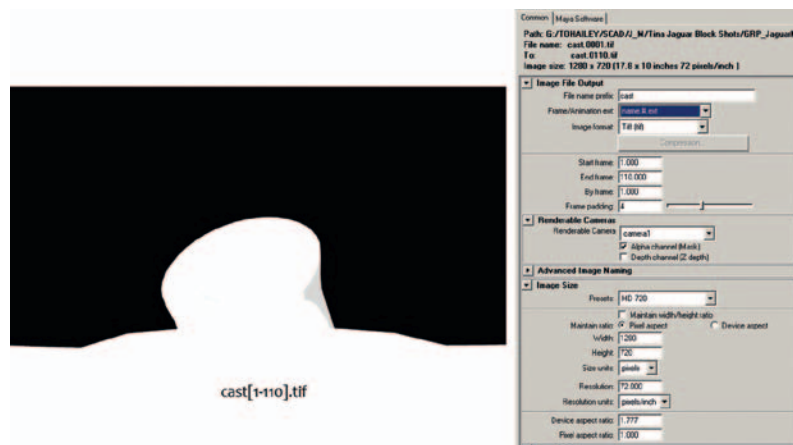 cast[1-110].tif
Common Maya Software
Path: G:/TOHAILEY/SCAD/J_M/Tina Jaguar Block Shots/GRP_Jaguar
File name: cast.0001.tif
To: cast.0110.tif
Image size: 1280 x 720 (17.8 x 10 inches 72 pixels/inch )
Image File Output
File name prefix: cast
Frame/Animation ext: name.#.ext
Image format: Tiff (tif)
Compression...
Start frame: 1.000
End frame: 110.000
By frame: 1.000
Frame padding: 4
Renderable Cameras
Renderable Camera camera1
Alpha channel (Mask)
Depth channel (Z depth)
Advanced Image Naming
Image Size
Presets: HD 720
Maintain width/height ratio
Maintain ratio: Pixel aspect Device aspect
Width: 1280
Height: 720
Size units: pixels
Resolution: 72.000
Resolution units: pixels/inch
Device aspect ratio: 1.777
Pixel aspect ratio: 1.000